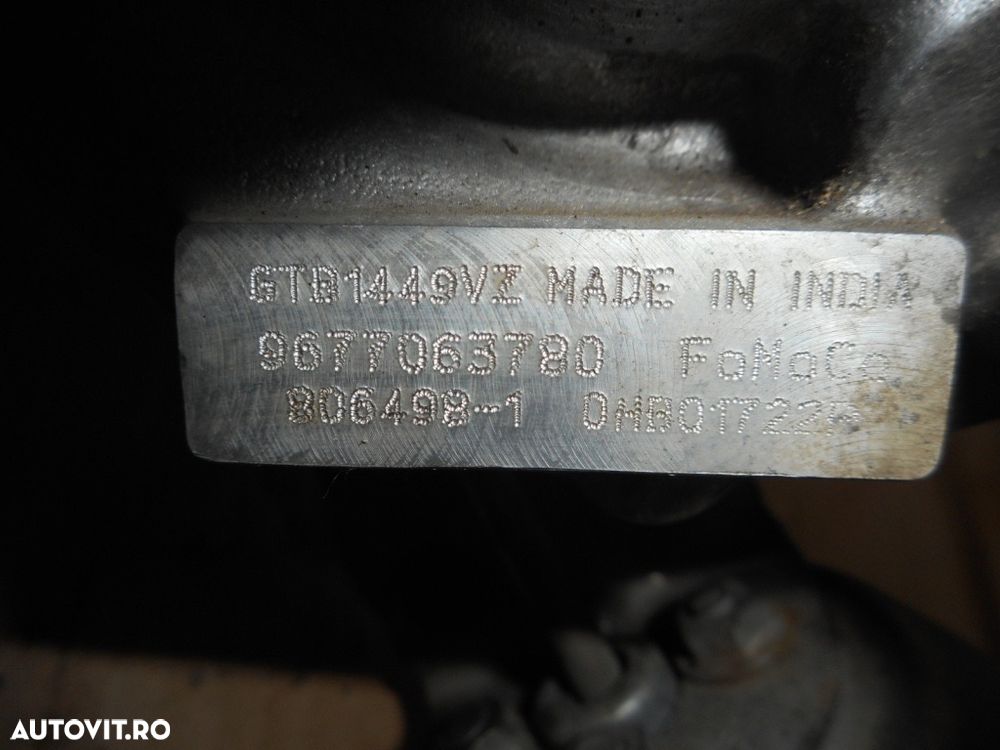 GTB1449VZ MADE IN INDIA
9677063780 FoMoCo
806498-1
AUTOVIT.RO